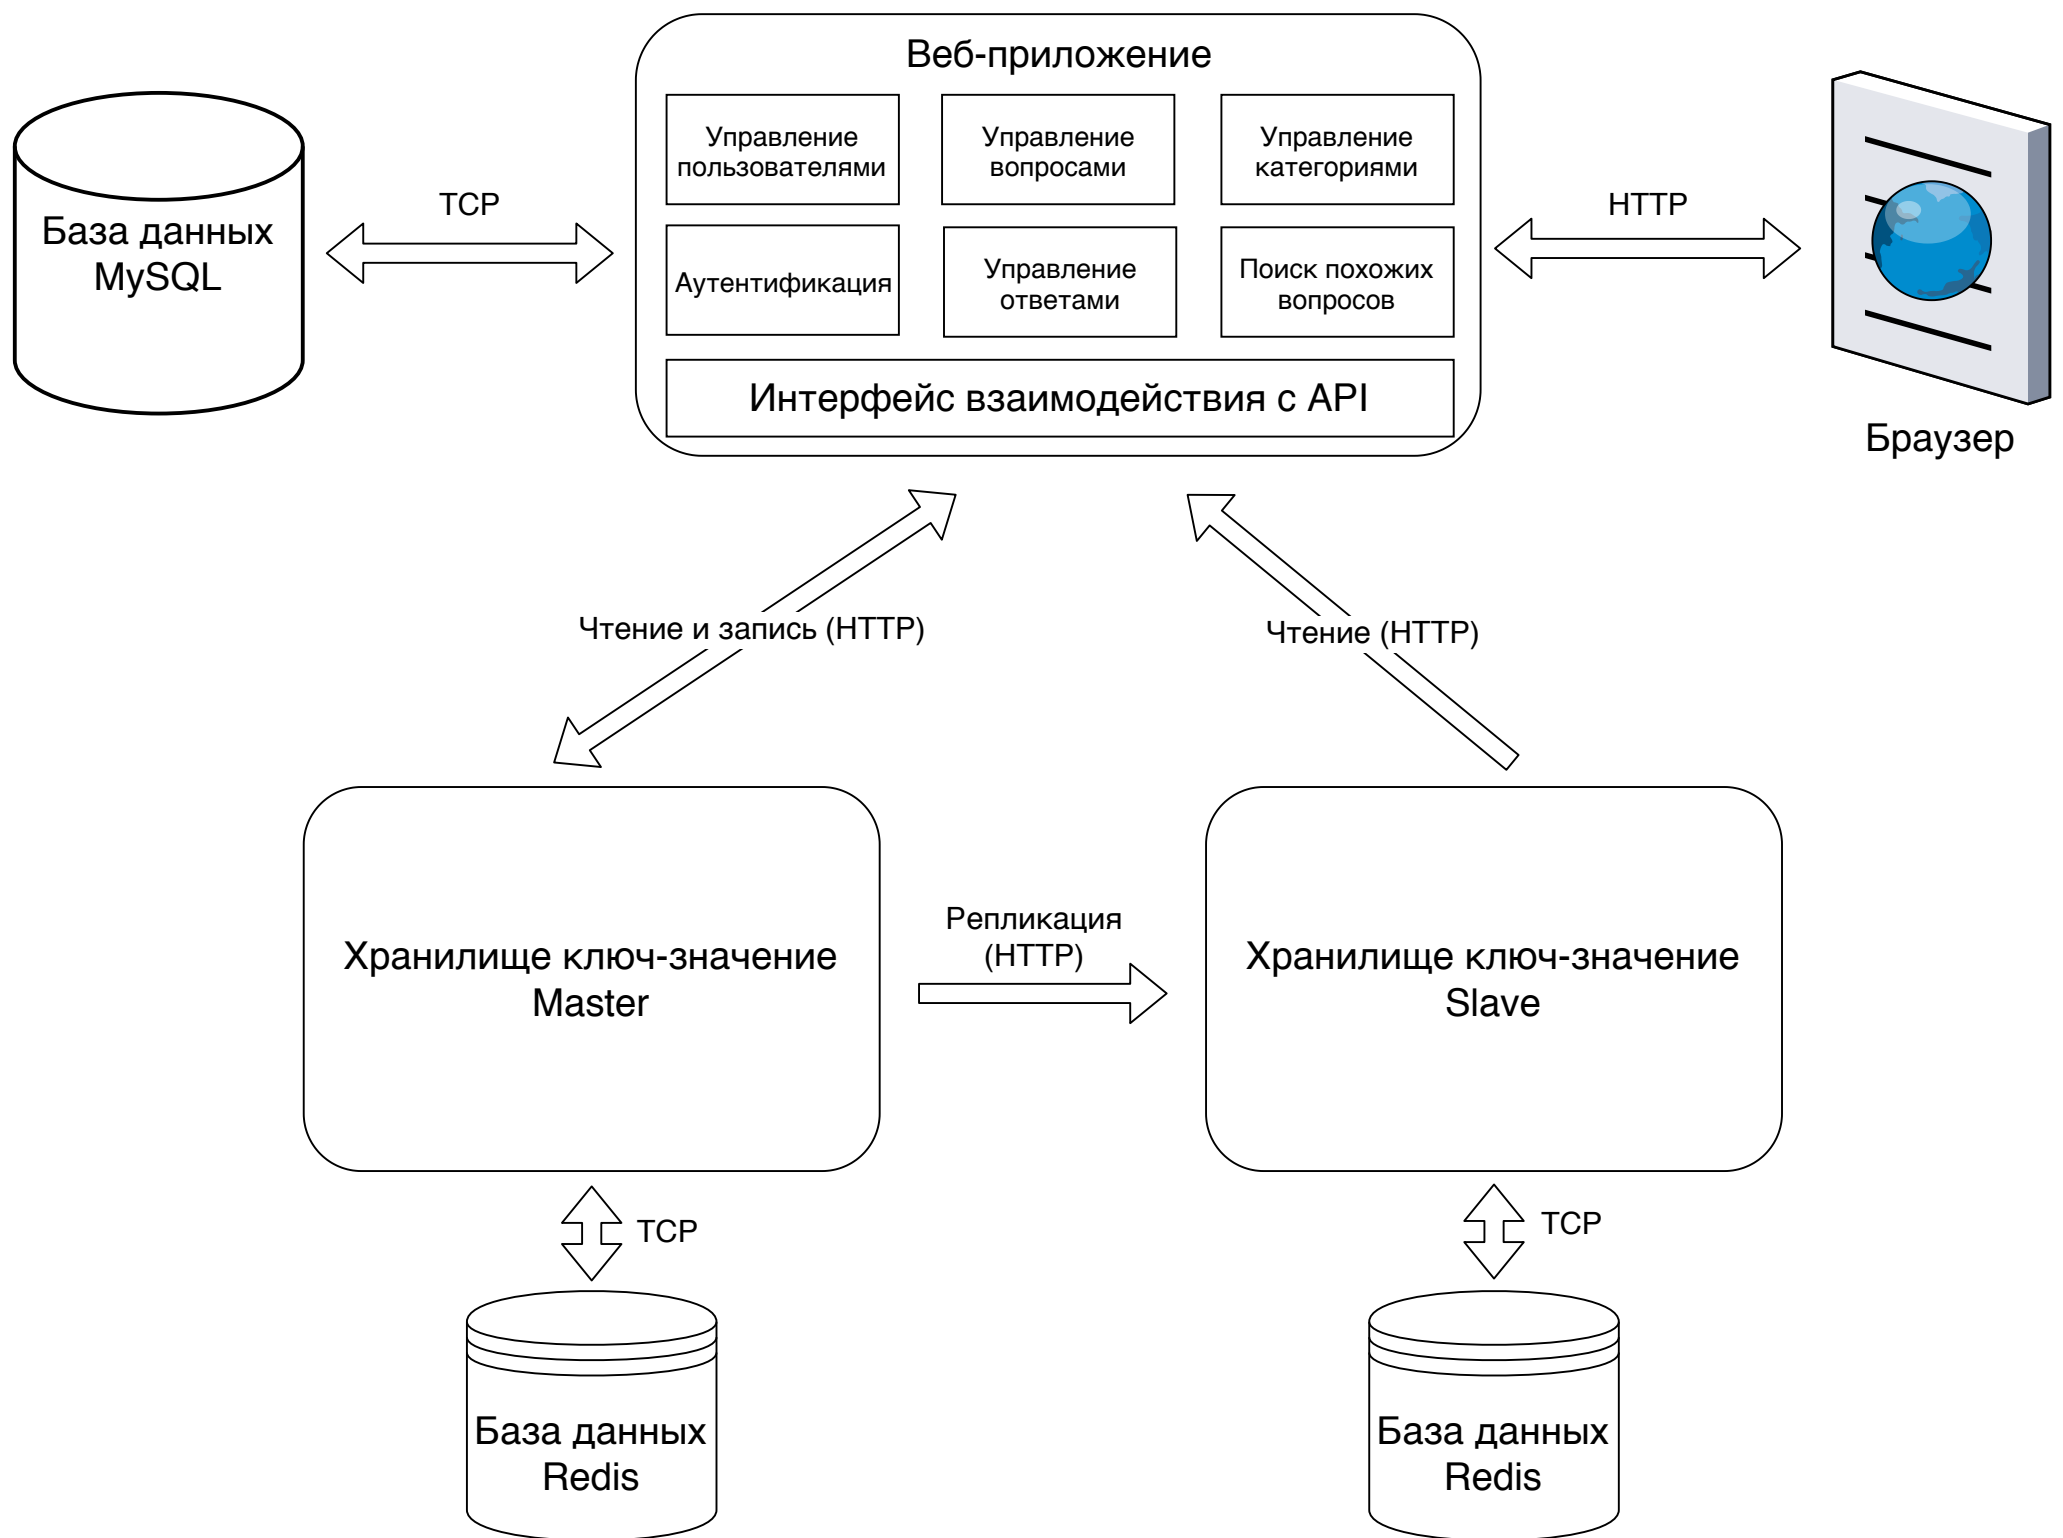 Веб-приложение
Управление
пользователями
Управление
вопросами
Управление
категориями
Аутентификация
Управление
ответами
Поиск похожих
вопросов
Интерфейс взаимодействия с API
База данных
MySQL
TCP
HTTP
Браузер
Чтение и запись (HTTP)
Чтение (HTTP)
Хранилище ключ-значение
Master
Репликация
(HTTP)
Хранилище ключ-значение
Slave
TCP
TCP
База данных
Redis
База данных
Redis